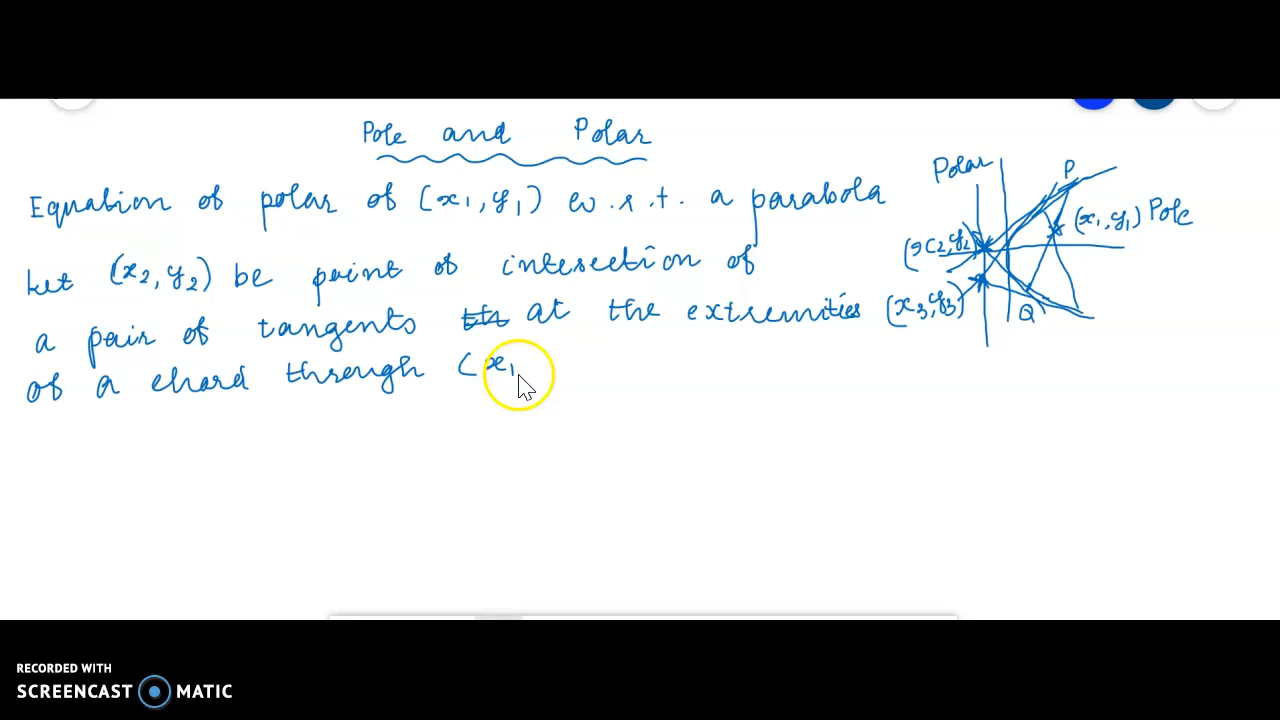 Pole and Polar
Equation of polar of (x1, y1) w.r.t. a parabola
Let (x2, y2) be point of intesection of
a pair of tangents at the extremities
of a chord through (x1
Polar
P
(x1, y1) Pole
(x2, y2)
(x3, y3)
Q
RECORDED WITH
SCREENCAST MATIC